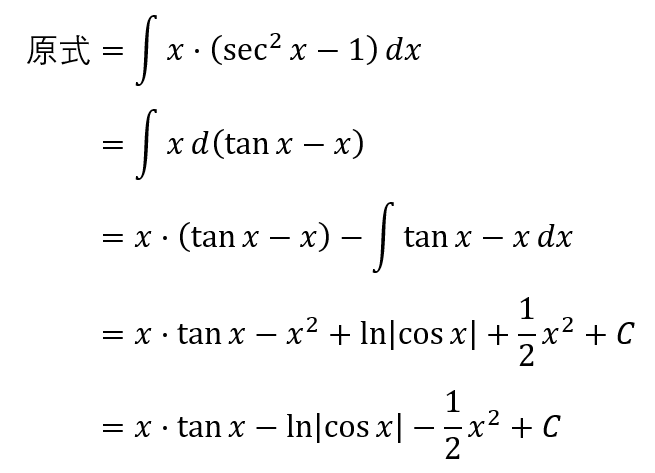 原式 = ∫ x · (sec² x − 1) dx
= ∫ x d(tan x − x)
= x · (tan x − x) − ∫ tan x − x dx
= x · tan x − x² + ln|cos x| + 1/2 x² + C
= x · tan x − ln|cos x| − 1/2 x² + C